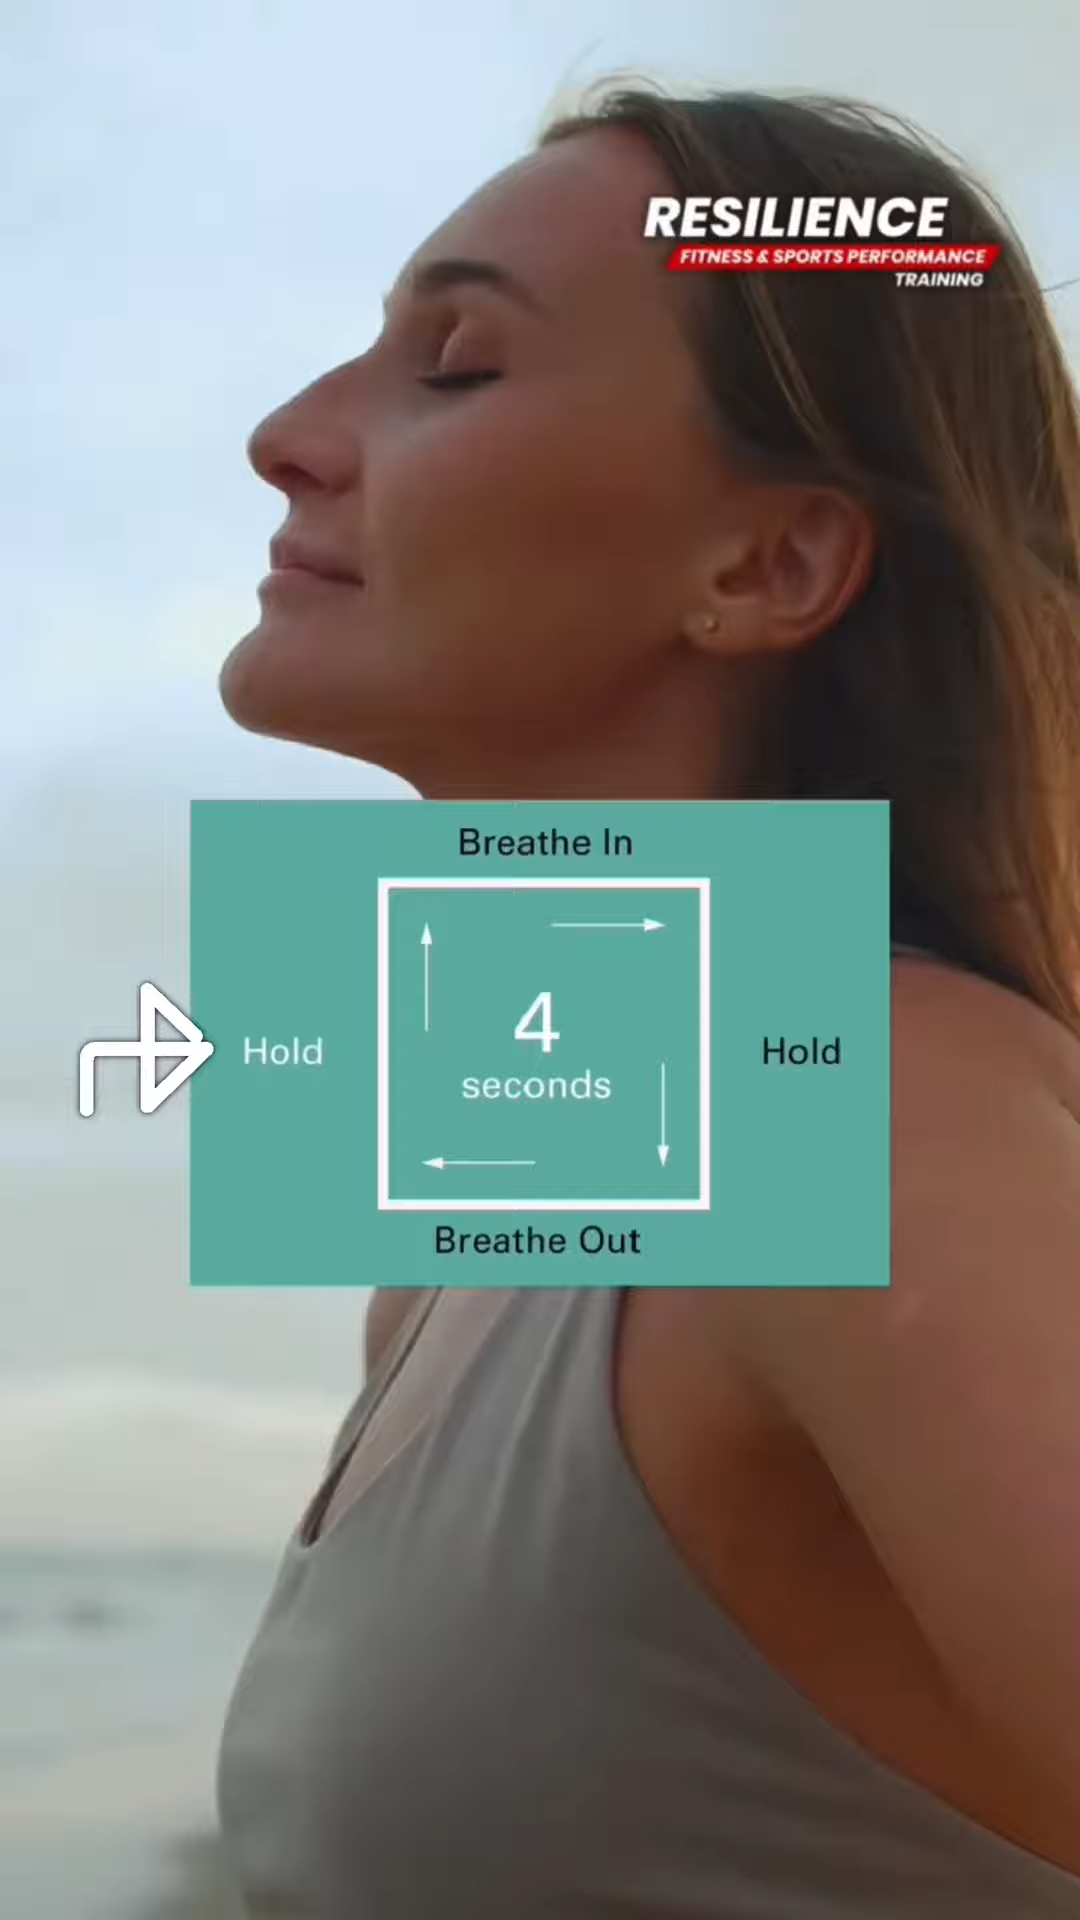 RESILIENCE
FITNESS & SPORTS PERFORMANCE
TRAINING
Breathe In
Hold
4
seconds
Hold
Breathe Out